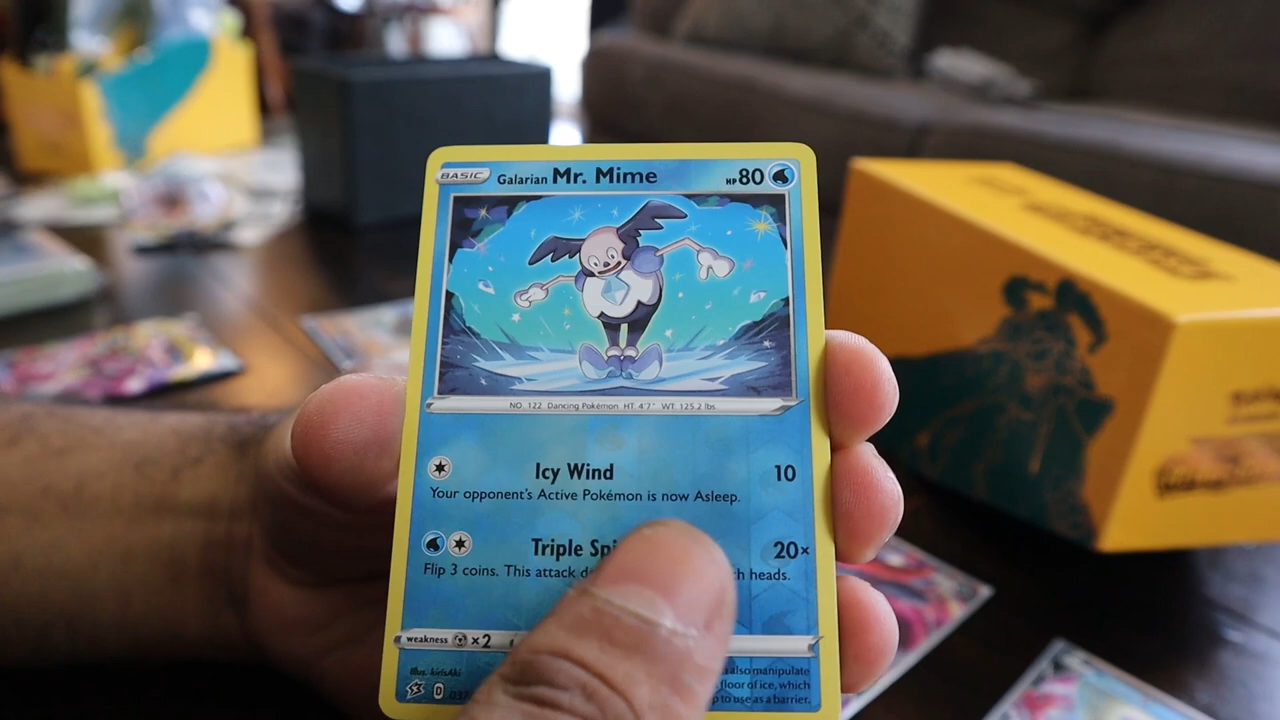 BASIC Galarian Mr. Mime HP 80
NO. 122 Dancing Pokémon HT: 4'7" WT: 125.2 lbs.
Icy Wind 10
Your opponent's Active Pokémon is now Asleep.
Triple Spi 20×
Flip 3 coins. This attack d h heads.
weakness ×2
Illus. kirisAki
also manipulate
floor of ice, which
D 037 p to use as a barrier.